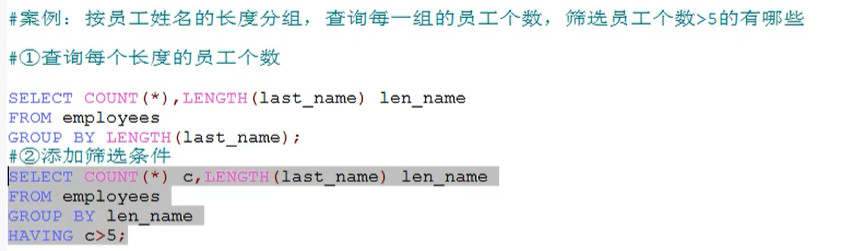 #案例：按员工姓名的长度分组，查询每一组的员工个数，筛选员工个数>5的有哪些
#①查询每个长度的员工个数
SELECT COUNT(*),LENGTH(last_name) len_name
FROM employees
GROUP BY LENGTH(last_name);
#②添加筛选条件
SELECT COUNT(*) c,LENGTH(last_name) len_name
FROM employees
GROUP BY len_name
HAVING c>5;